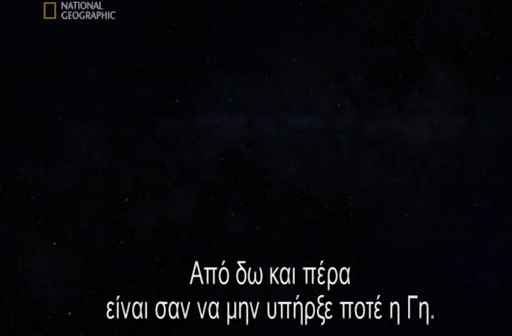 NATIONAL
GEOGRAPHIC
Από δω και πέρα
είναι σαν να μην υπήρξε ποτέ η Γη.